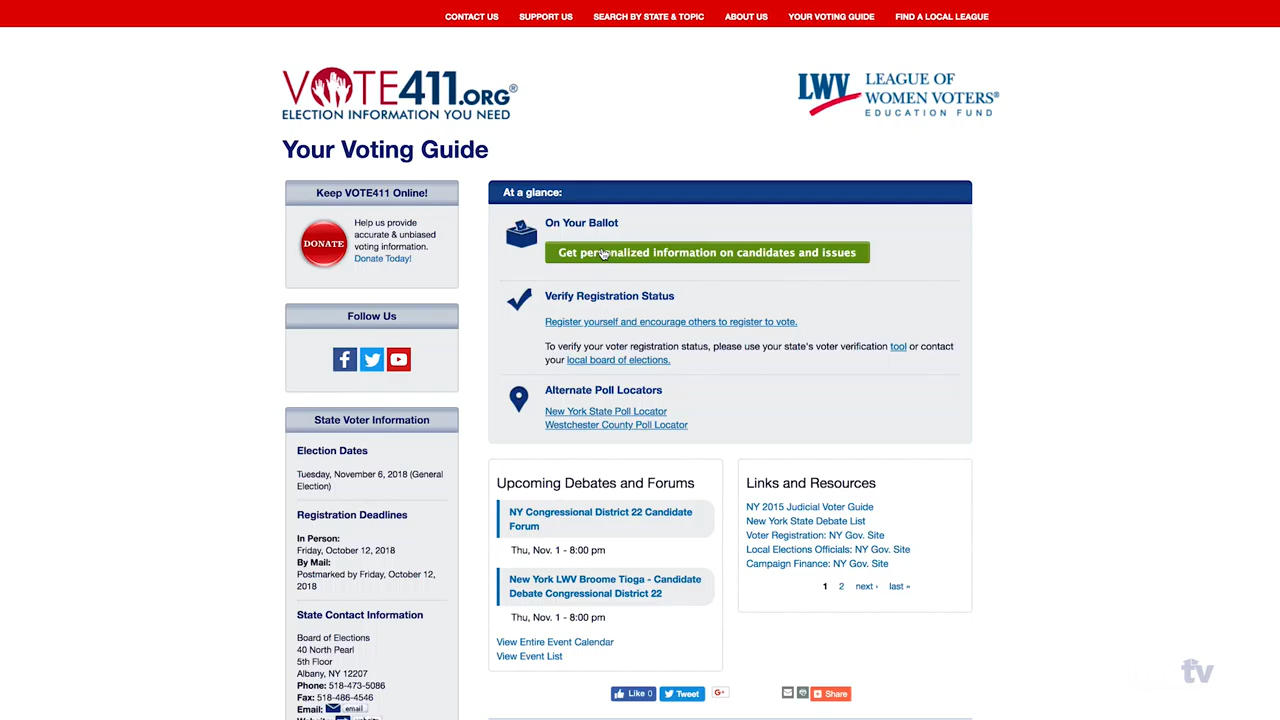 CONTACT US SUPPORT US SEARCH BY STATE & TOPIC ABOUT US YOUR VOTING GUIDE FIND A LOCAL LEAGUE
VOTE411.ORG®
ELECTION INFORMATION YOU NEED
LWV LEAGUE OF
WOMEN VOTERS®
EDUCATION FUND
Your Voting Guide
Keep VOTE411 Online!
DONATE
Help us provide
accurate & unbiased
voting information.
Donate Today!
Follow Us
State Voter Information
Election Dates
Tuesday, November 6, 2018 (General
Election)
Registration Deadlines
In Person:
Friday, October 12, 2018
By Mail:
Postmarked by Friday, October 12,
2018
State Contact Information
Board of Elections
40 North Pearl
5th Floor
Albany, NY 12207
Phone: 518-473-5086
Fax: 518-486-4546
Email: email
Website: website
At a glance:
On Your Ballot
Get personalized information on candidates and issues
Verify Registration Status
Register yourself and encourage others to register to vote.
To verify your voter registration status, please use your state's voter verification tool or contact
your local board of elections.
Alternate Poll Locators
New York State Poll Locator
Westchester County Poll Locator
Upcoming Debates and Forums
NY Congressional District 22 Candidate
Forum
Thu, Nov. 1 - 8:00 pm
New York LWV Broome Tioga - Candidate
Debate Congressional District 22
Thu, Nov. 1 - 8:00 pm
View Entire Event Calendar
View Event List
Links and Resources
NY 2015 Judicial Voter Guide
New York State Debate List
Voter Registration: NY Gov. Site
Local Elections Officials: NY Gov. Site
Campaign Finance: NY Gov. Site
1 2 next › last »
Like 0 Tweet G+ Share
tv